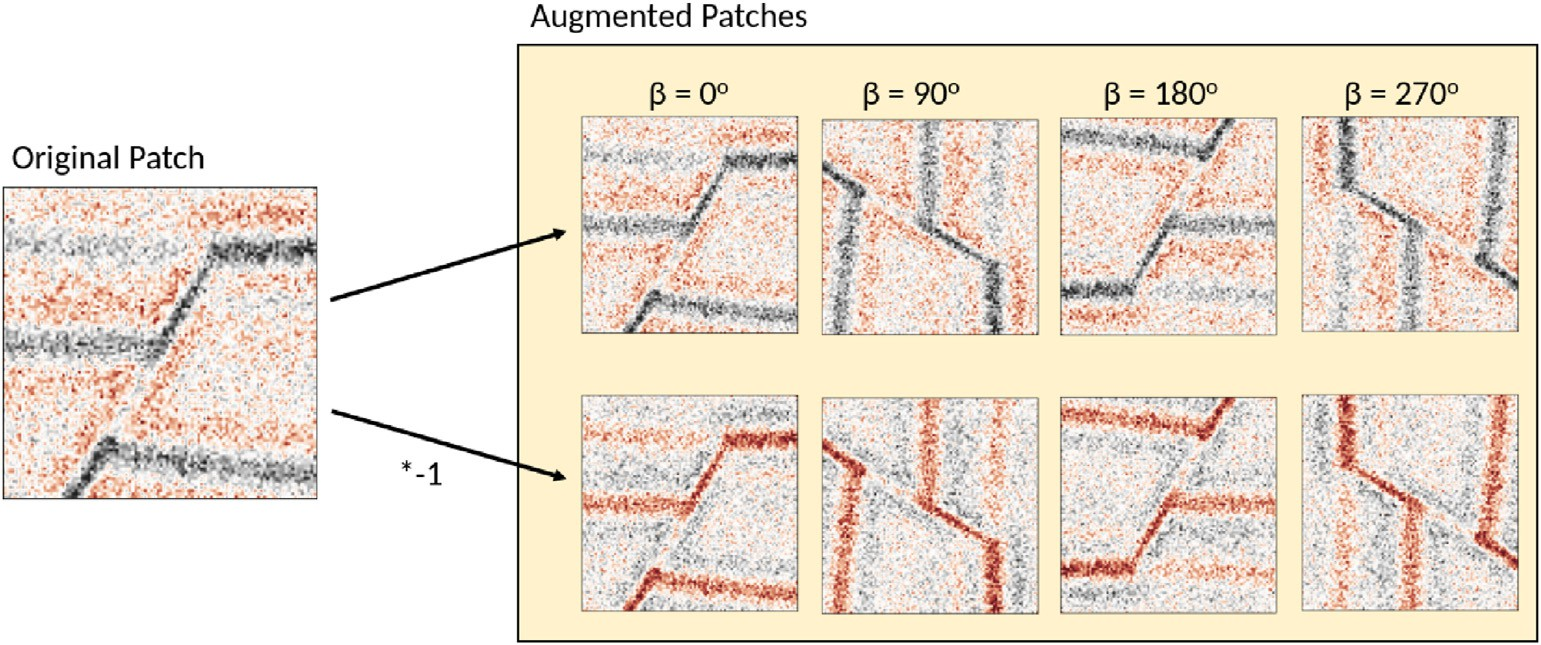 Augmented Patches
β = 0º
β = 90º
β = 180º
β = 270º
Original Patch
*-1